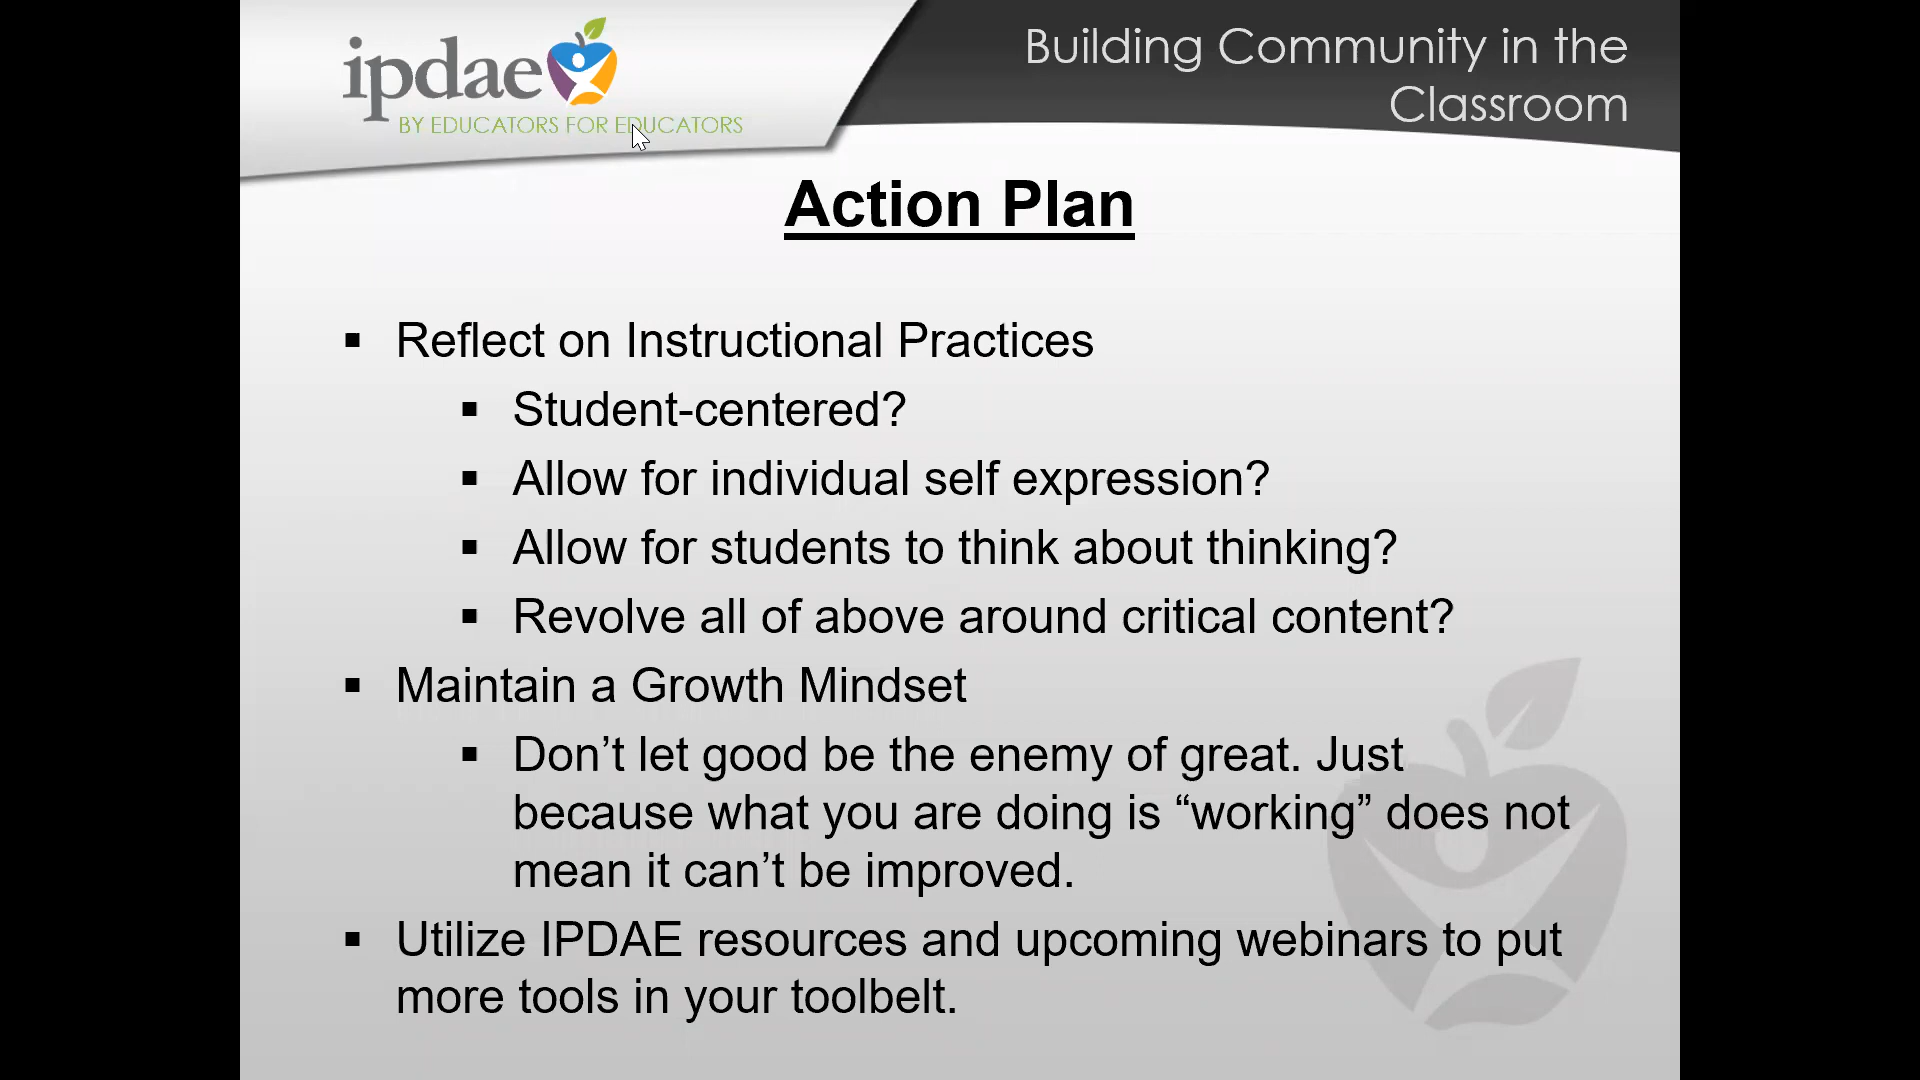 ipdae
BY EDUCATORS FOR EDUCATORS
Building Community in the
Classroom
Action Plan
▪ Reflect on Instructional Practices
▪ Student-centered?
▪ Allow for individual self expression?
▪ Allow for students to think about thinking?
▪ Revolve all of above around critical content?
▪ Maintain a Growth Mindset
▪ Don’t let good be the enemy of great. Just
because what you are doing is “working” does not
mean it can’t be improved.
▪ Utilize IPDAE resources and upcoming webinars to put
more tools in your toolbelt.